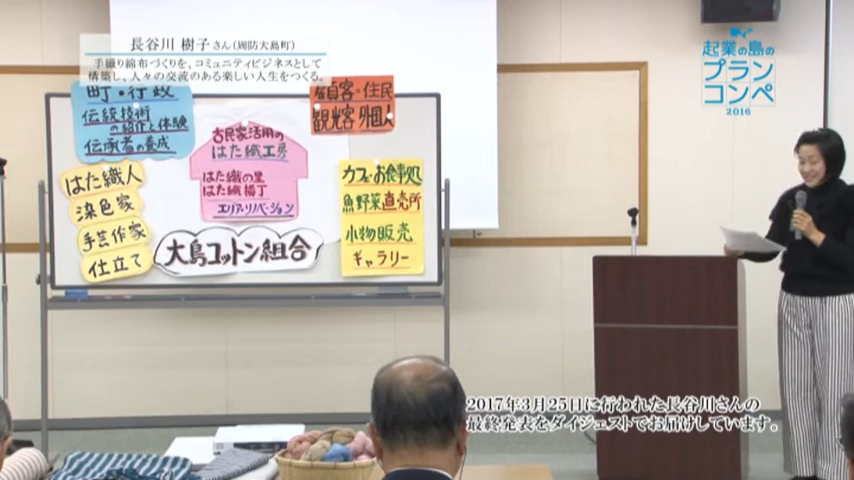 長谷川 樹子さん(周防大島町)
手織り綿布づくりを、コミュニティビジネスとして
構築し、人々の交流のある楽しい人生をつくる。
起業の島の
プラン
コンペ
2016
町・行政
伝統技術
の紹介と体験
伝承者の養成
顧客・住民
観光客
古民家活用の
はた織工房
はた織の里
はた織横丁
エリア・リノベーション
はた織人
染色家
手芸作家
仕立て
大島コットン組合
カフェ・お食事処
魚野菜直売所
小物販売
ギャラリー
2017年3月25日に行われた長谷川さんの
最終発表をダイジェストでお届けしています。